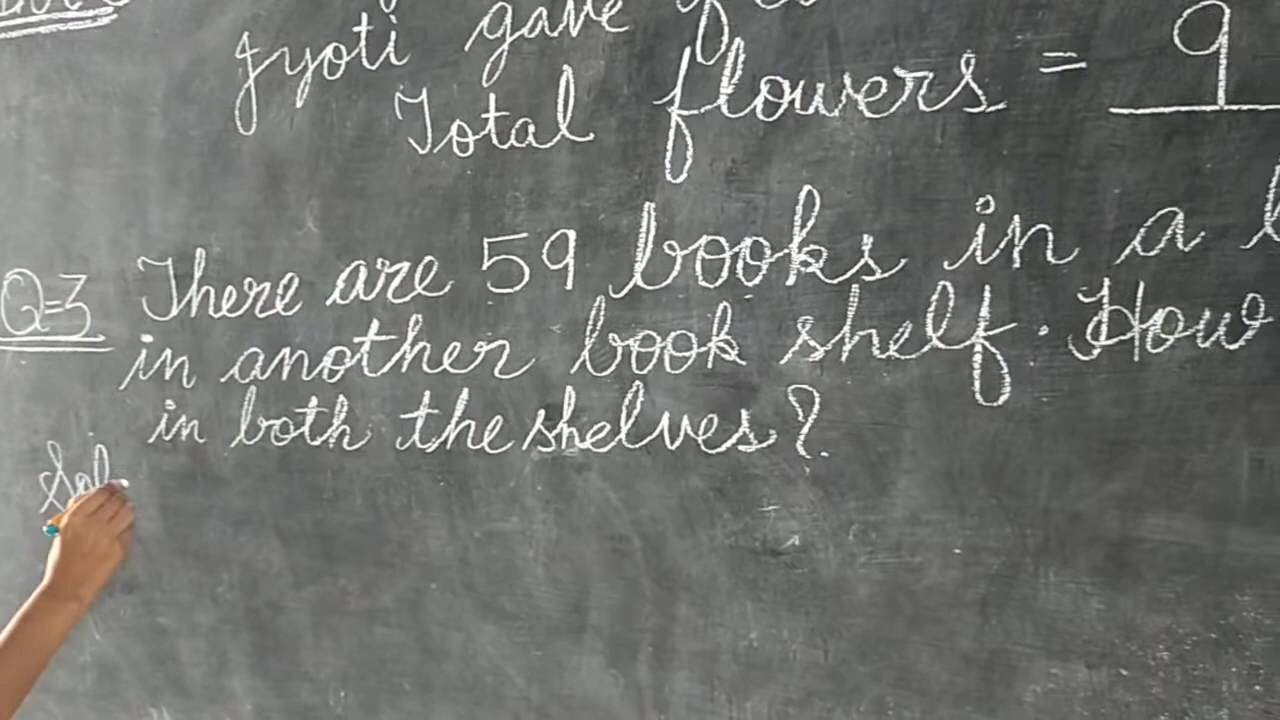 Jyoti gave
Total flowers = 9
Q=3 There are 59 books in a
in another book shelf. How
in both the shelves?
Sol